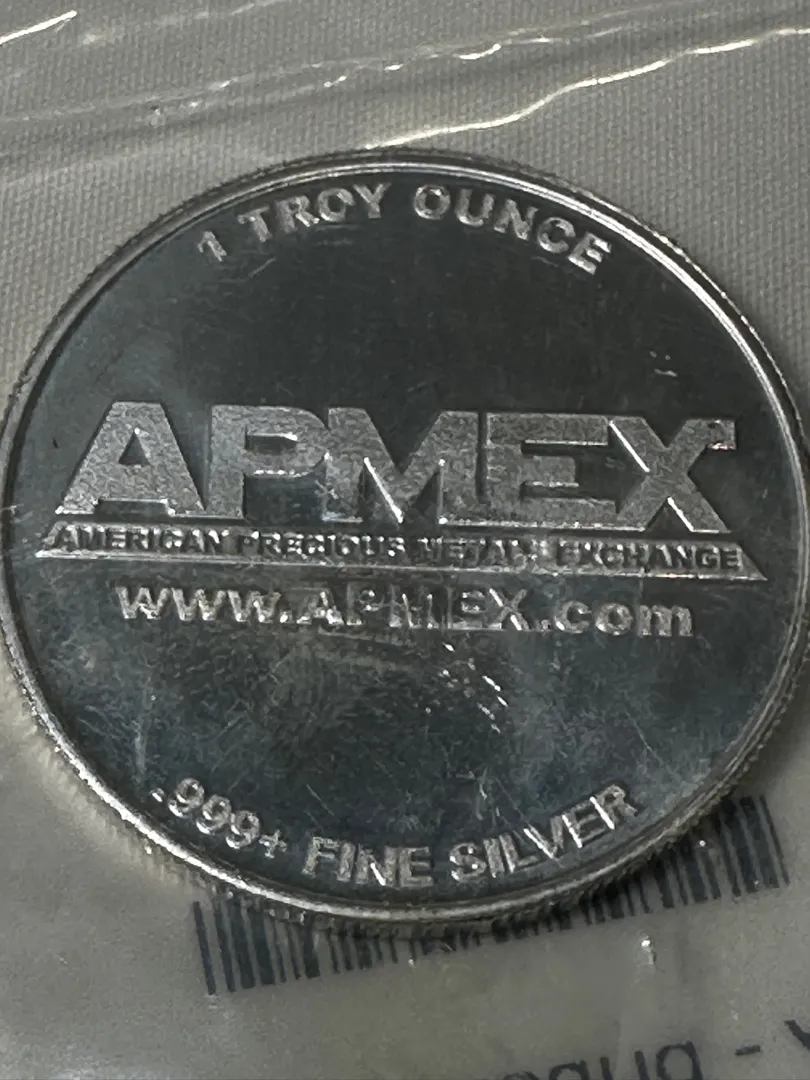 1 TROY OUNCE
APMEX
AMERICAN PRECIOUS METALS EXCHANGE
www.APMEX.com
.999+ FINE SILVER